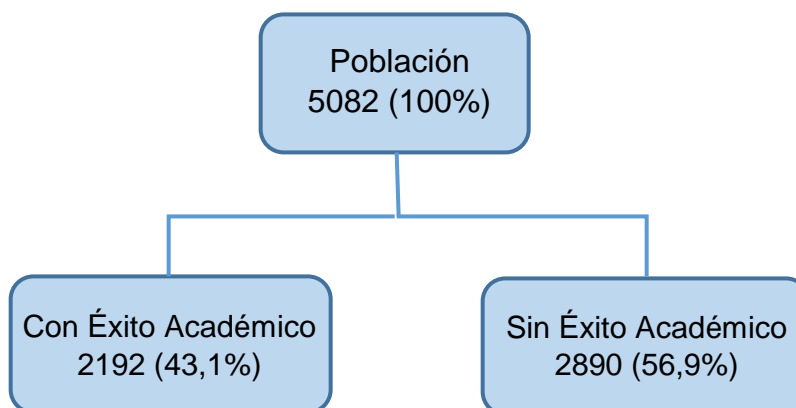 Población
5082 (100%)
Con Éxito Académico
2192 (43,1%)
Sin Éxito Académico
2890 (56,9%)